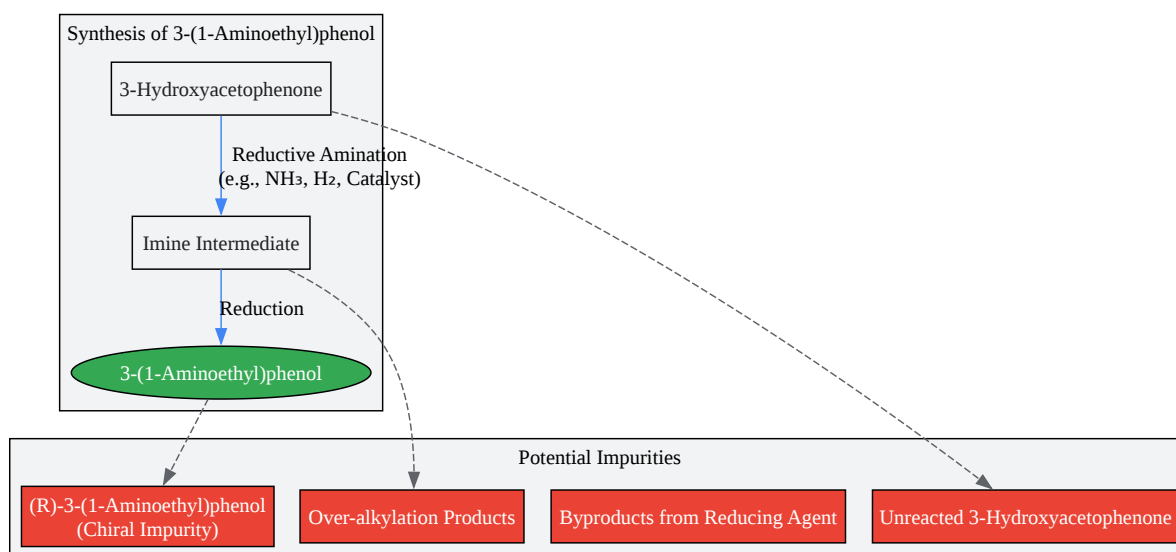 Synthesis of 3-(1-Aminoethyl)phenol
3-Hydroxyacetophenone
Reductive Amination
(e.g., NH₃, H₂, Catalyst)
Imine Intermediate
Reduction
3-(1-Aminoethyl)phenol
Potential Impurities
(R)-3-(1-Aminoethyl)phenol
(Chiral Impurity)
Over-alkylation Products
Byproducts from Reducing Agent
Unreacted 3-Hydroxyacetophenone